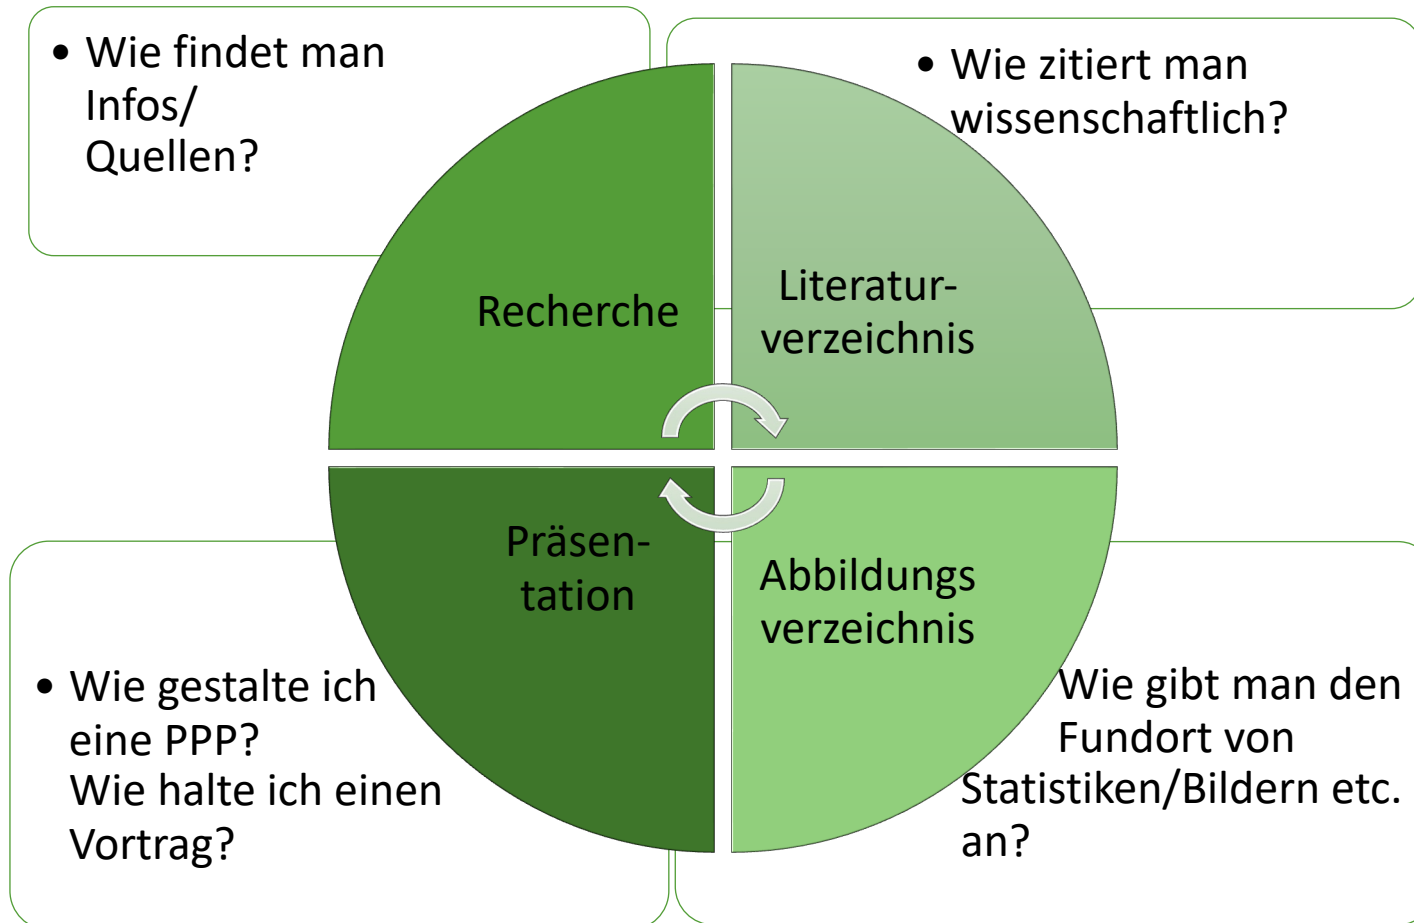 • Wie findet man
Infos/
Quellen?
• Wie zitiert man
wissenschaftlich?
Recherche
Literatur-
verzeichnis
Präsen-
tation
Abbildungs
verzeichnis
• Wie gestalte ich
eine PPP?
Wie halte ich einen
Vortrag?
Wie gibt man den
Fundort von
Statistiken/Bildern etc.
an?